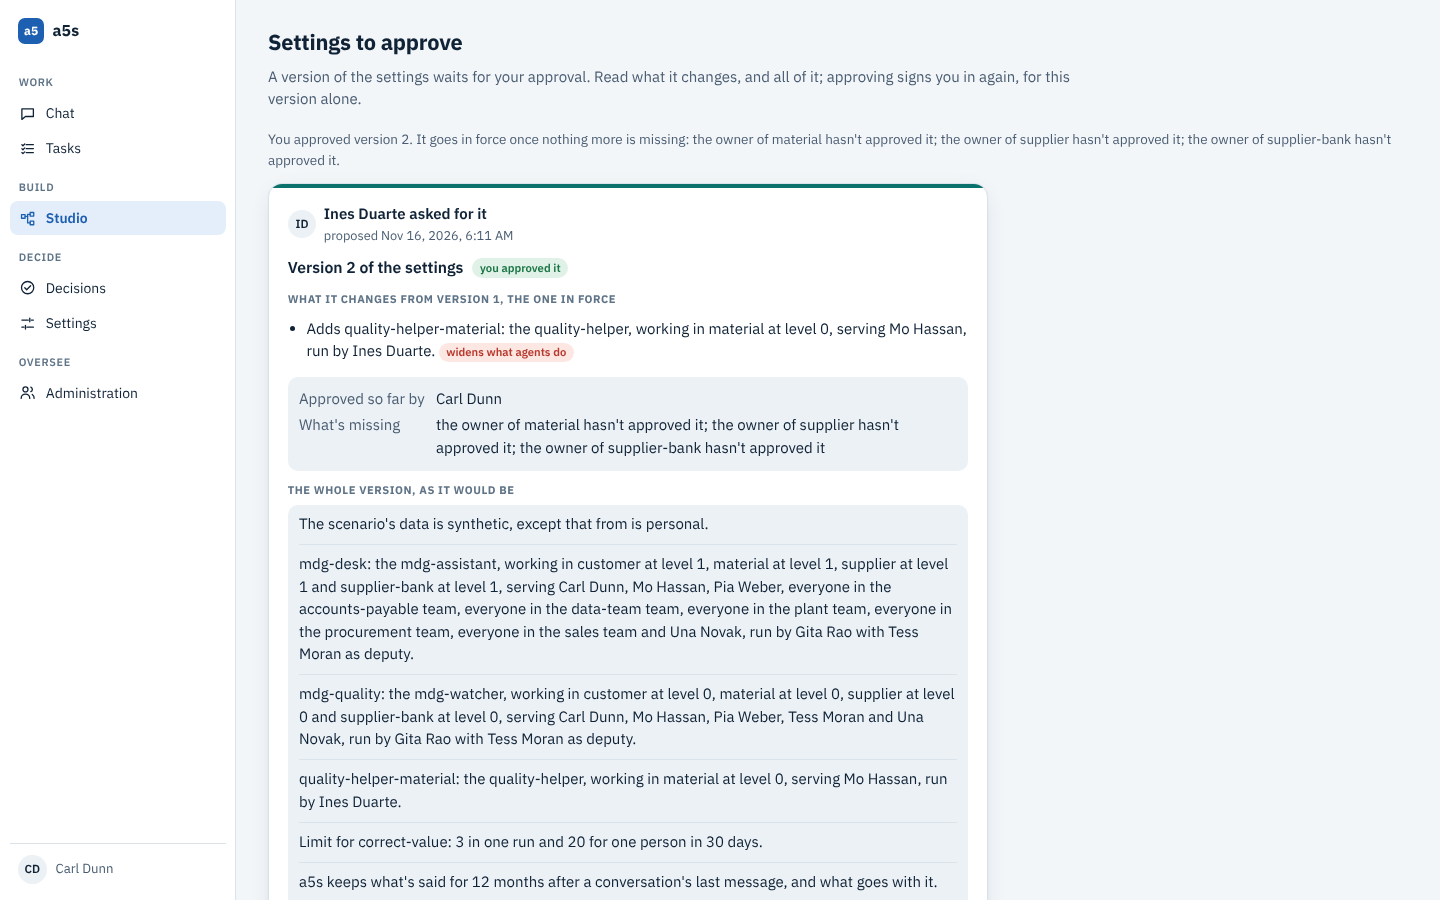 a5 a5s
WORK
Chat
Tasks
BUILD
Studio
DECIDE
Decisions
Settings
OVERSEE
Administration
CD Carl Dunn
Settings to approve
A version of the settings waits for your approval. Read what it changes, and all of it; approving signs you in again, for this
version alone.
You approved version 2. It goes in force once nothing more is missing: the owner of material hasn't approved it; the owner of supplier hasn't approved it; the owner of supplier-bank hasn't
approved it.
ID Ines Duarte asked for it
proposed Nov 16, 2026, 6:11 AM
Version 2 of the settings you approved it
WHAT IT CHANGES FROM VERSION 1, THE ONE IN FORCE
• Adds quality-helper-material: the quality-helper, working in material at level 0, serving Mo Hassan,
run by Ines Duarte. widens what agents do
Approved so far by Carl Dunn
What's missing the owner of material hasn't approved it; the owner of supplier hasn't
approved it; the owner of supplier-bank hasn't approved it
THE WHOLE VERSION, AS IT WOULD BE
The scenario's data is synthetic, except that from is personal.
mdg-desk: the mdg-assistant, working in customer at level 1, material at level 1, supplier at level
1 and supplier-bank at level 1, serving Carl Dunn, Mo Hassan, Pia Weber, everyone in the
accounts-payable team, everyone in the data-team team, everyone in the plant team, everyone in
the procurement team, everyone in the sales team and Una Novak, run by Gita Rao with Tess
Moran as deputy.
mdg-quality: the mdg-watcher, working in customer at level 0, material at level 0, supplier at level
0 and supplier-bank at level 0, serving Carl Dunn, Mo Hassan, Pia Weber, Tess Moran and Una
Novak, run by Gita Rao with Tess Moran as deputy.
quality-helper-material: the quality-helper, working in material at level 0, serving Mo Hassan, run
by Ines Duarte.
Limit for correct-value: 3 in one run and 20 for one person in 30 days.
a5s keeps what's said for 12 months after a conversation's last message, and what goes with it.